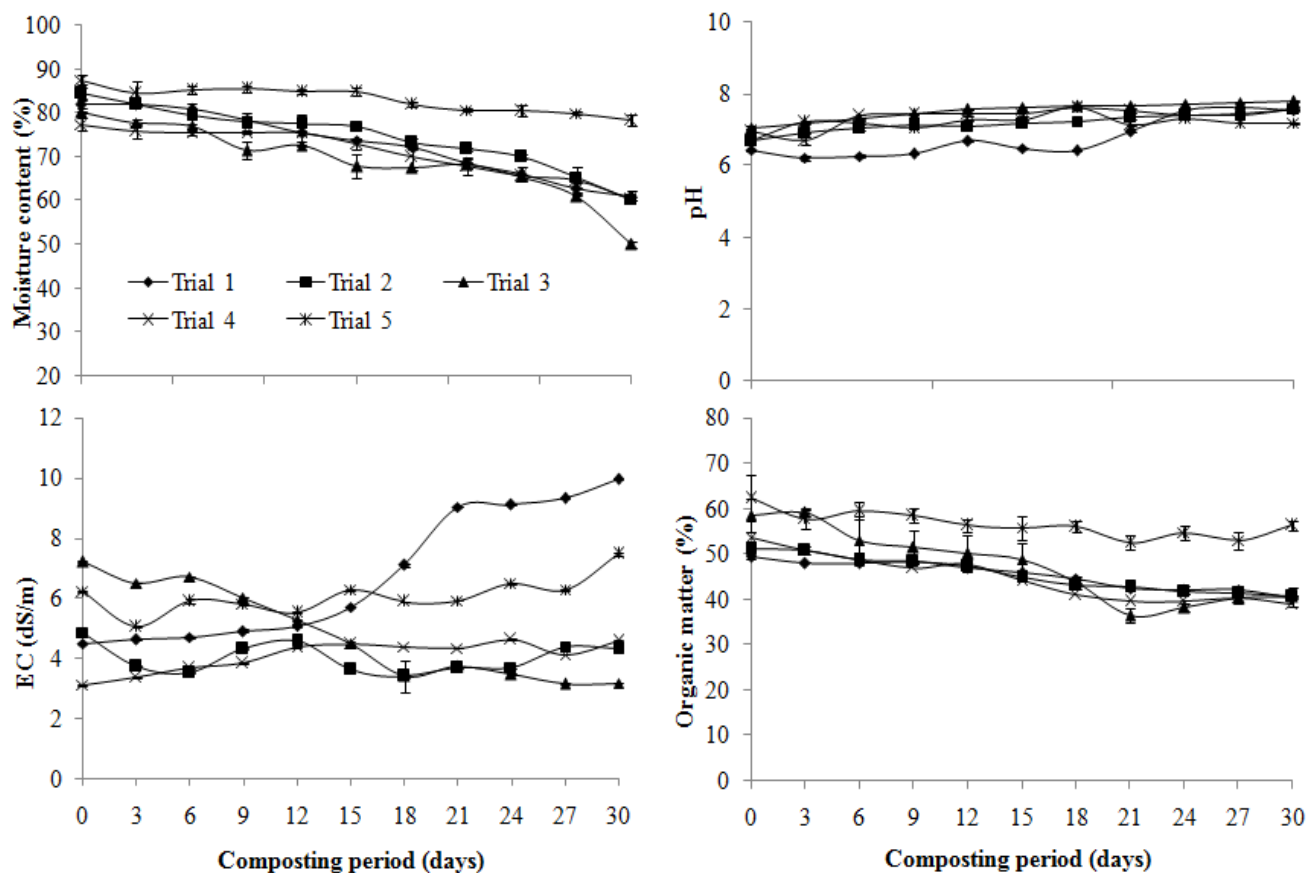 Moisture content (%)
100
90
80
70
60
50
40
30
20
Trial 1
Trial 2
Trial 3
Trial 4
Trial 5
pH
10
8
6
4
2
0
EC (dS/m)
12
10
8
6
4
2
0
0 3 6 9 12 15 18 21 24 27 30
Composting period (days)
Organic matter (%)
80
70
60
50
40
30
20
10
0
0 3 6 9 12 15 18 21 24 27 30
Composting period (days)